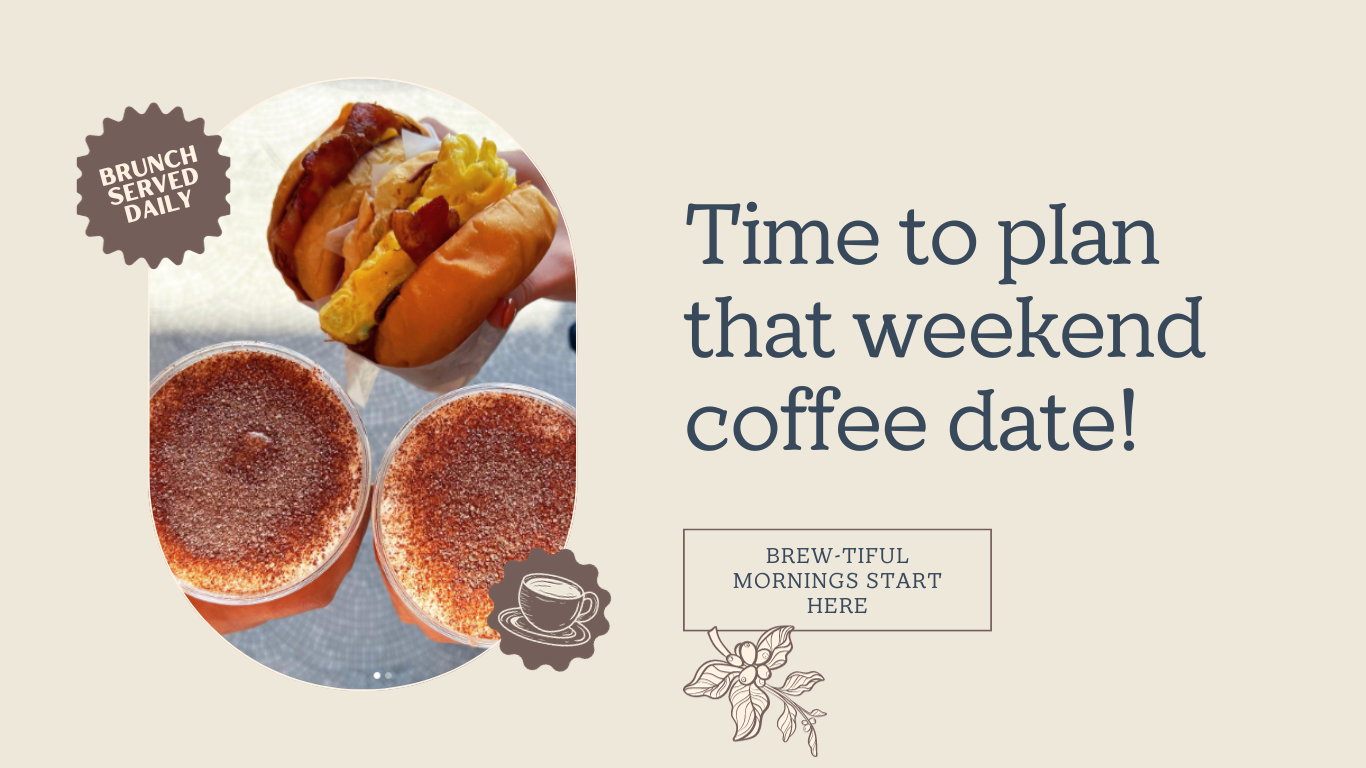 BRUNCH
SERVED
DAILY
Time to plan
that weekend
coffee date!
BREW-TIFUL
MORNINGS START
HERE